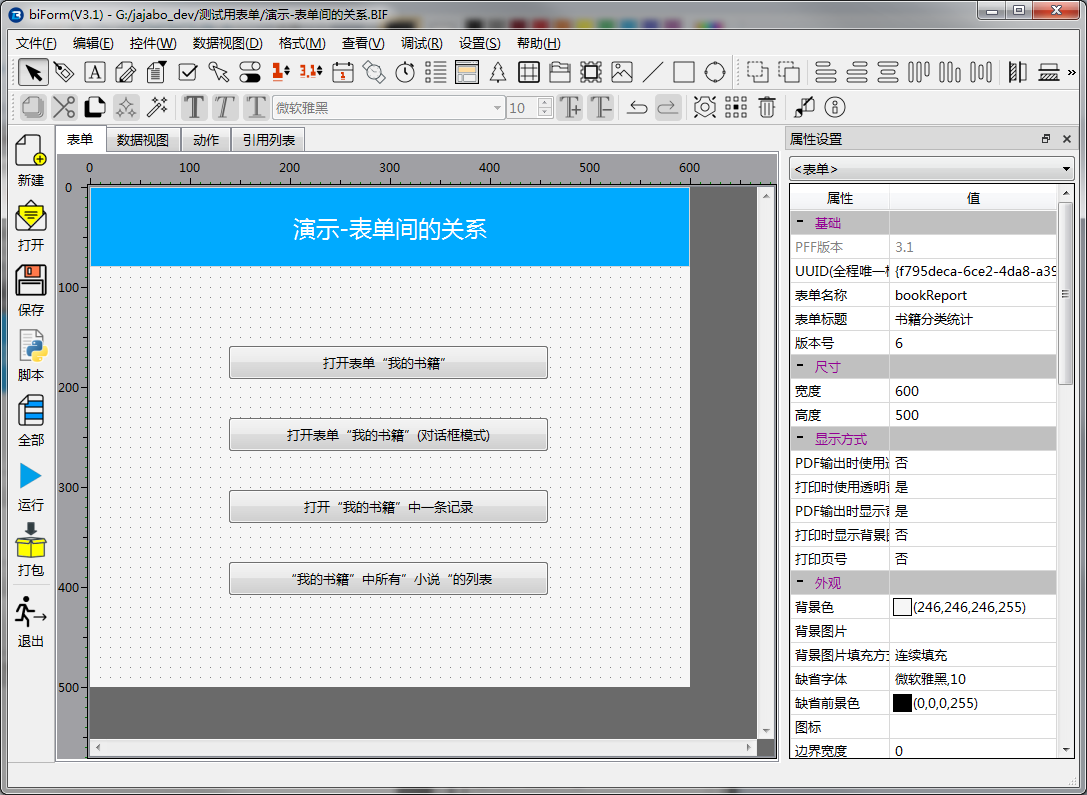 biForm(V3.1) - G:/jajabo_dev/测试用表单/演示-表单间的关系.BIF
文件(F) 编辑(E) 控件(W) 数据视图(D) 格式(M) 查看(V) 调试(R) 设置(S) 帮助(H)
微软雅黑 10
表单 数据视图 动作 引用列表
新建
打开
保存
脚本
全部
运行
打包
退出
0 100 200 300 400 500 600
0
100
200
300
400
500
演示-表单间的关系
打开表单“我的书籍”
打开表单“我的书籍”(对话框模式)
打开“我的书籍”中一条记录
“我的书籍”中所有”小说“的列表
属性设置
<表单>
属性 值
基础
PFF版本 3.1
UUID(全程唯一 {f795deca-6ce2-4da8-a39
表单名称 bookReport
表单标题 书籍分类统计
版本号 6
尺寸
宽度 600
高度 500
显示方式
PDF输出时使用 否
打印时使用透明 是
PDF输出时显示 是
打印时显示背景 否
打印页号 否
外观
背景色 (246,246,246,255)
背景图片
背景图片填充方 连续填充
缺省字体 微软雅黑,10
缺省前景色 (0,0,0,255)
图标
边界宽度 0